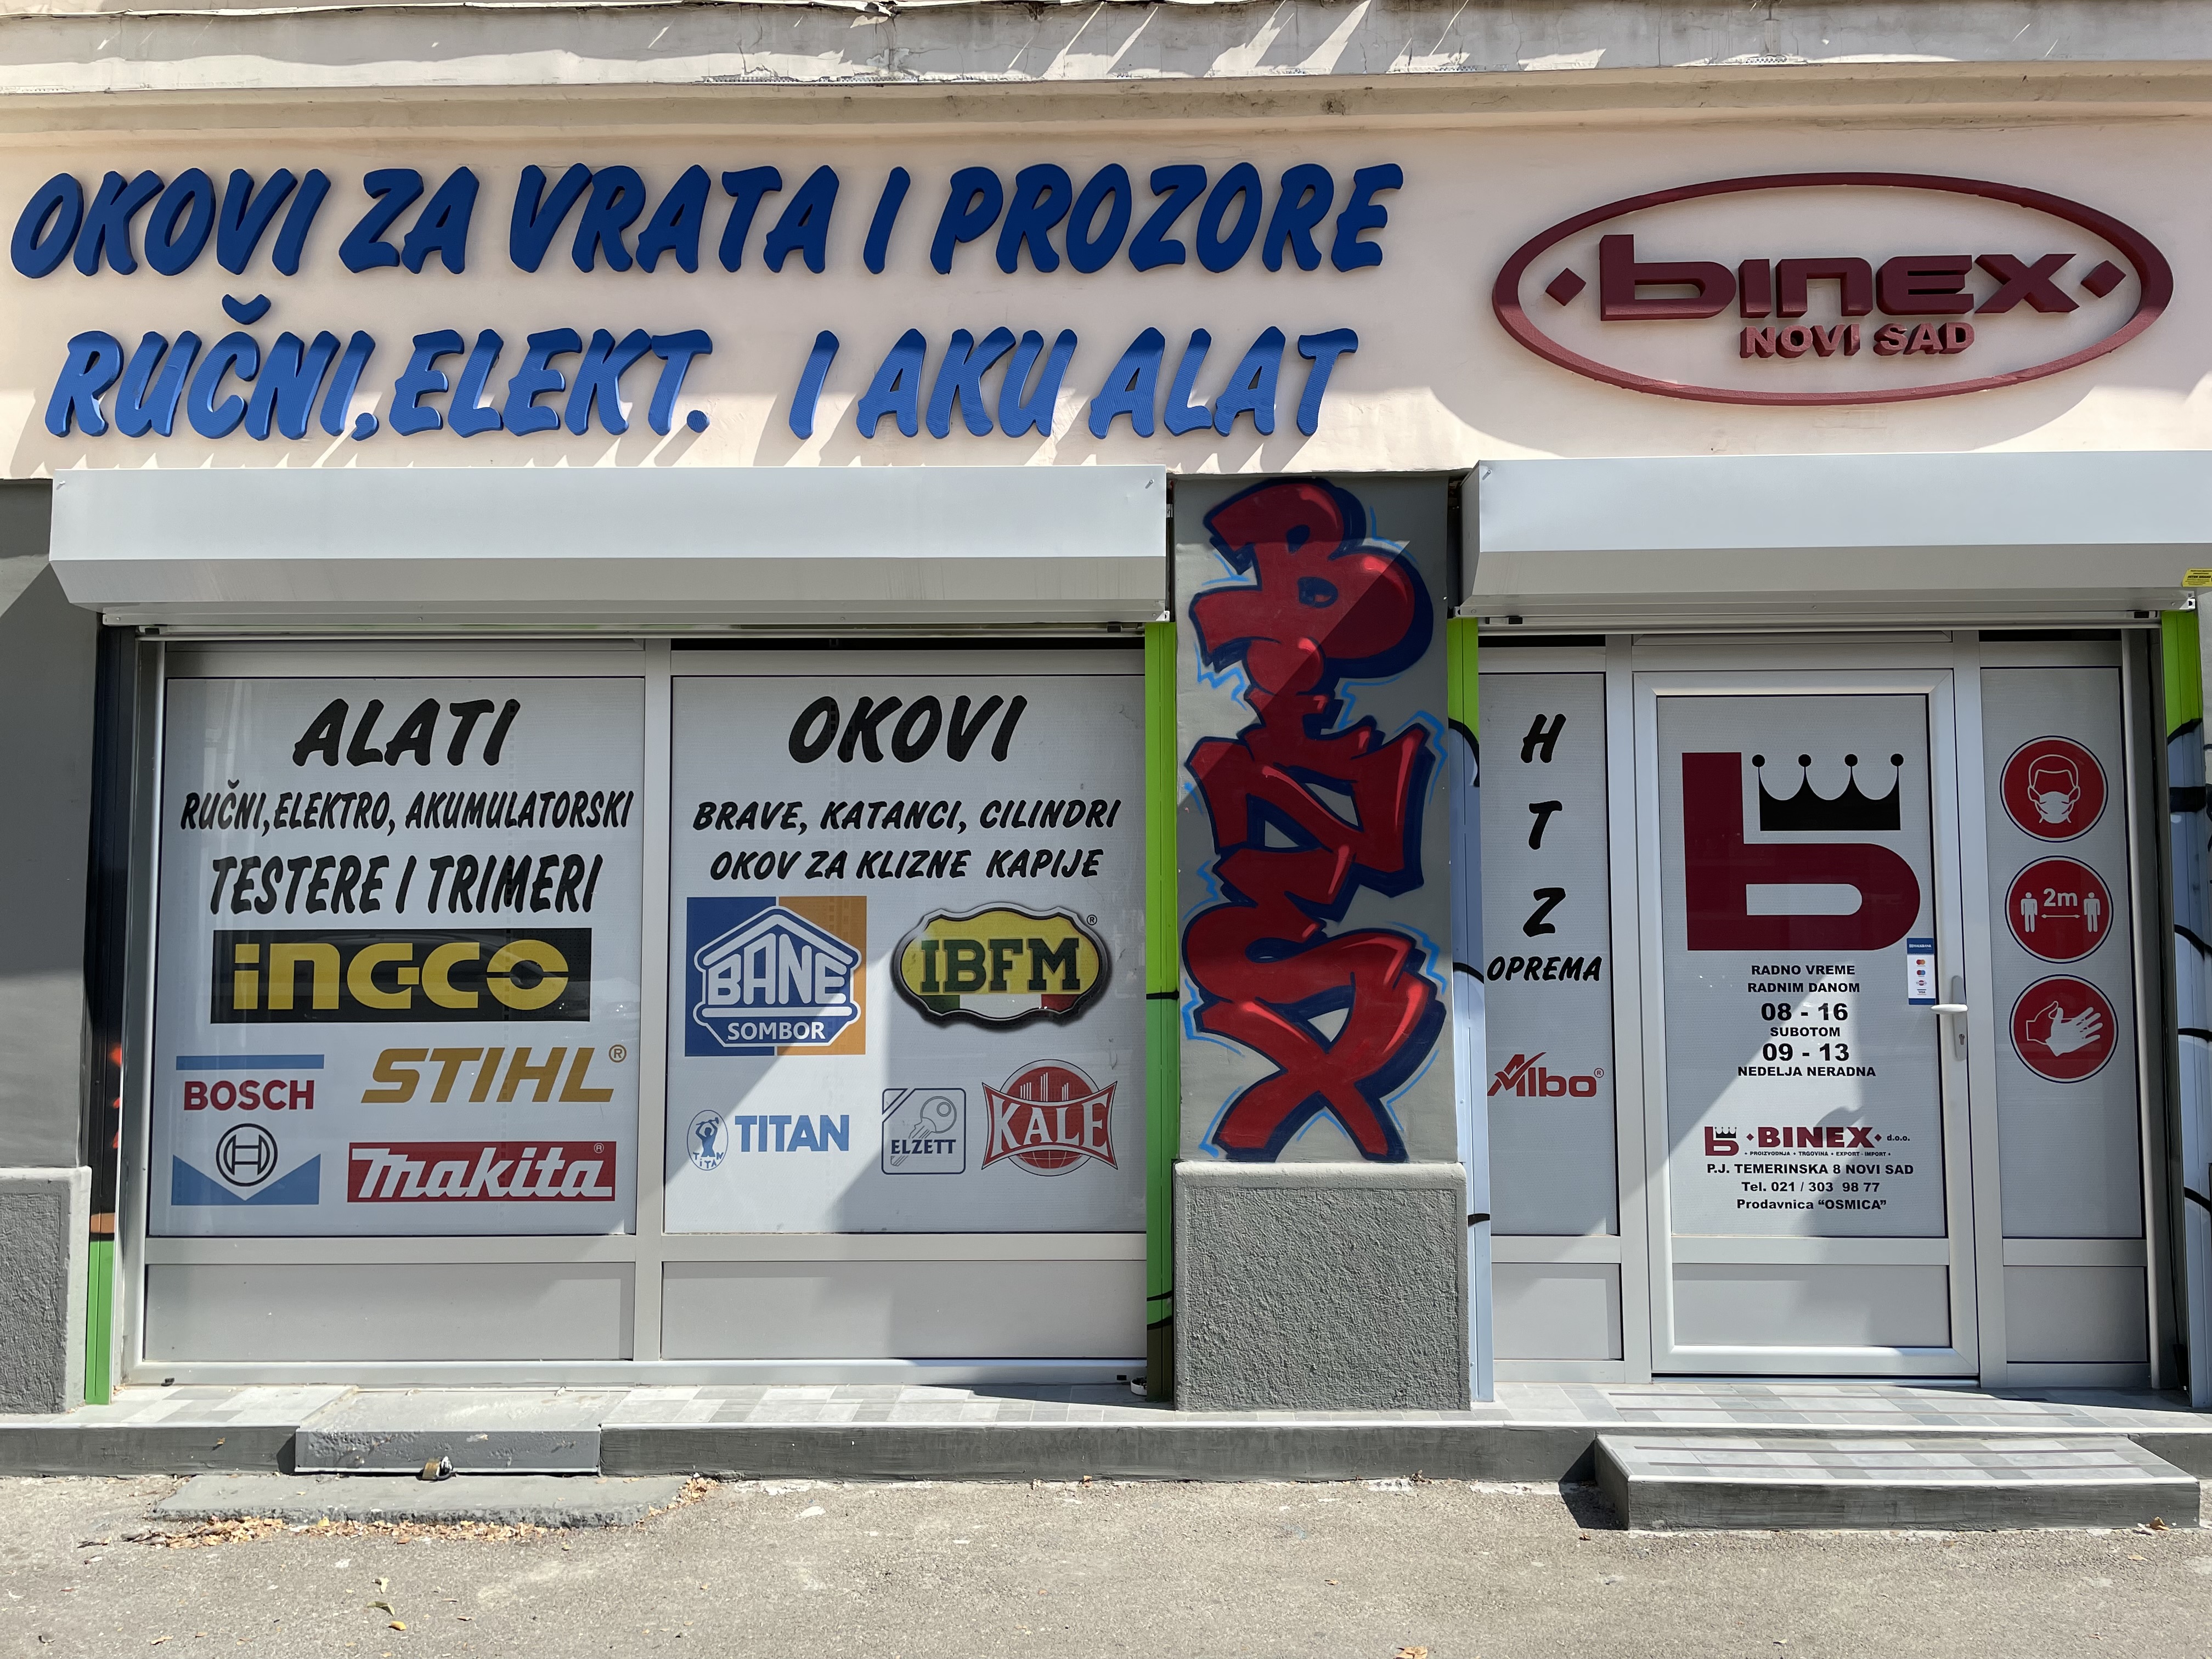 OKOVI ZA VRATA I PROZORE
RUČNI, ELEKT. I AKU ALAT
binex
NOVI SAD
ALATI
RUČNI, ELEKTRO, AKUMULATORSKI
TESTERE I TRIMERI
INGCO
BOSCH
STIHL®
makita®
OKOVI
BRAVE, KATANCI, CILINDRI
OKOV ZA KLIZNE KAPIJE
BANE
SOMBOR
IBFM®
TITAN
TITAN
ELZETT
KALE
BINEX
H
T
Z
OPREMA
Albo®
b
RADNO VREME
RADNIM DANOM
08 - 16
SUBOTOM
09 - 13
NEDELJA NERADNA
b BINEX d.o.o.
PROIZVODNJA • TRGOVINA • EXPORT - IMPORT
P.J. TEMERINSKA 8 NOVI SAD
Tel. 021 / 303 98 77
Prodavnica “OSMICA”
2m